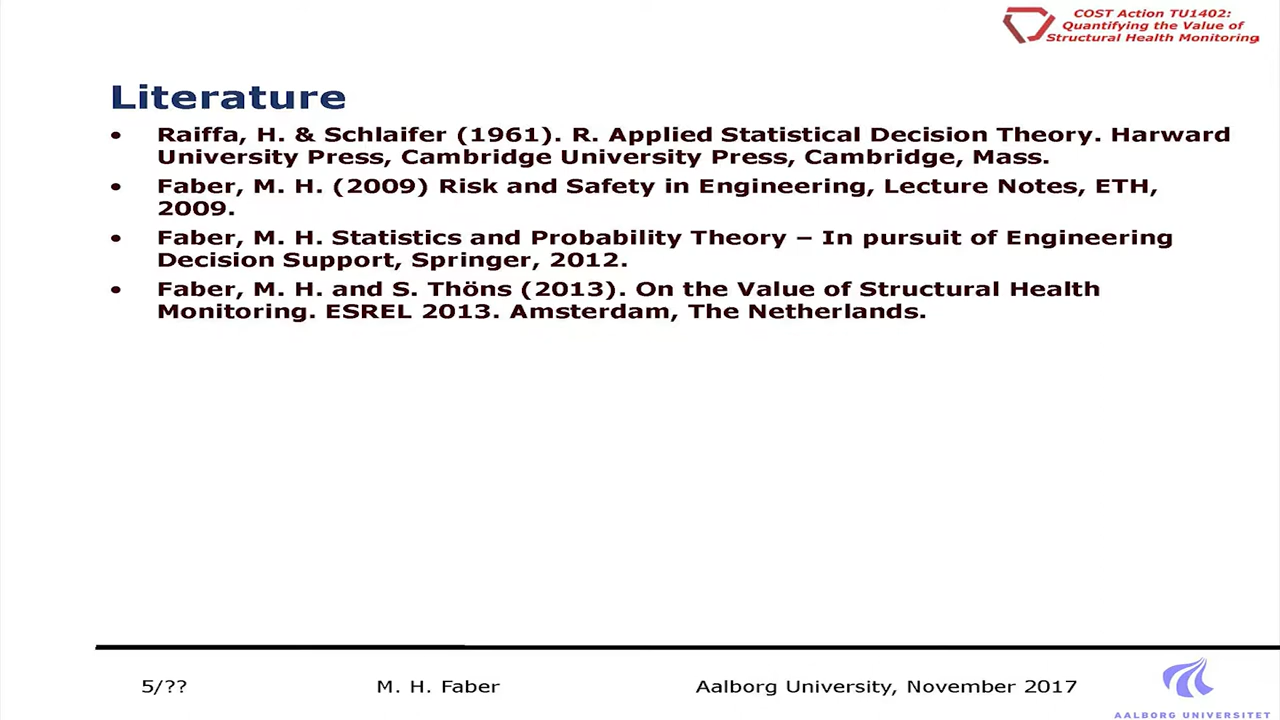 COST Action TU1402:
Quantifying the Value of
Structural Health Monitoring
Literature
• Raiffa, H. & Schlaifer (1961). R. Applied Statistical Decision Theory. Harward
University Press, Cambridge University Press, Cambridge, Mass.
• Faber, M. H. (2009) Risk and Safety in Engineering, Lecture Notes, ETH,
2009.
• Faber, M. H. Statistics and Probability Theory – In pursuit of Engineering
Decision Support, Springer, 2012.
• Faber, M. H. and S. Thöns (2013). On the Value of Structural Health
Monitoring. ESREL 2013. Amsterdam, The Netherlands.
5/?? M. H. Faber Aalborg University, November 2017
AALBORG UNIVERSITET